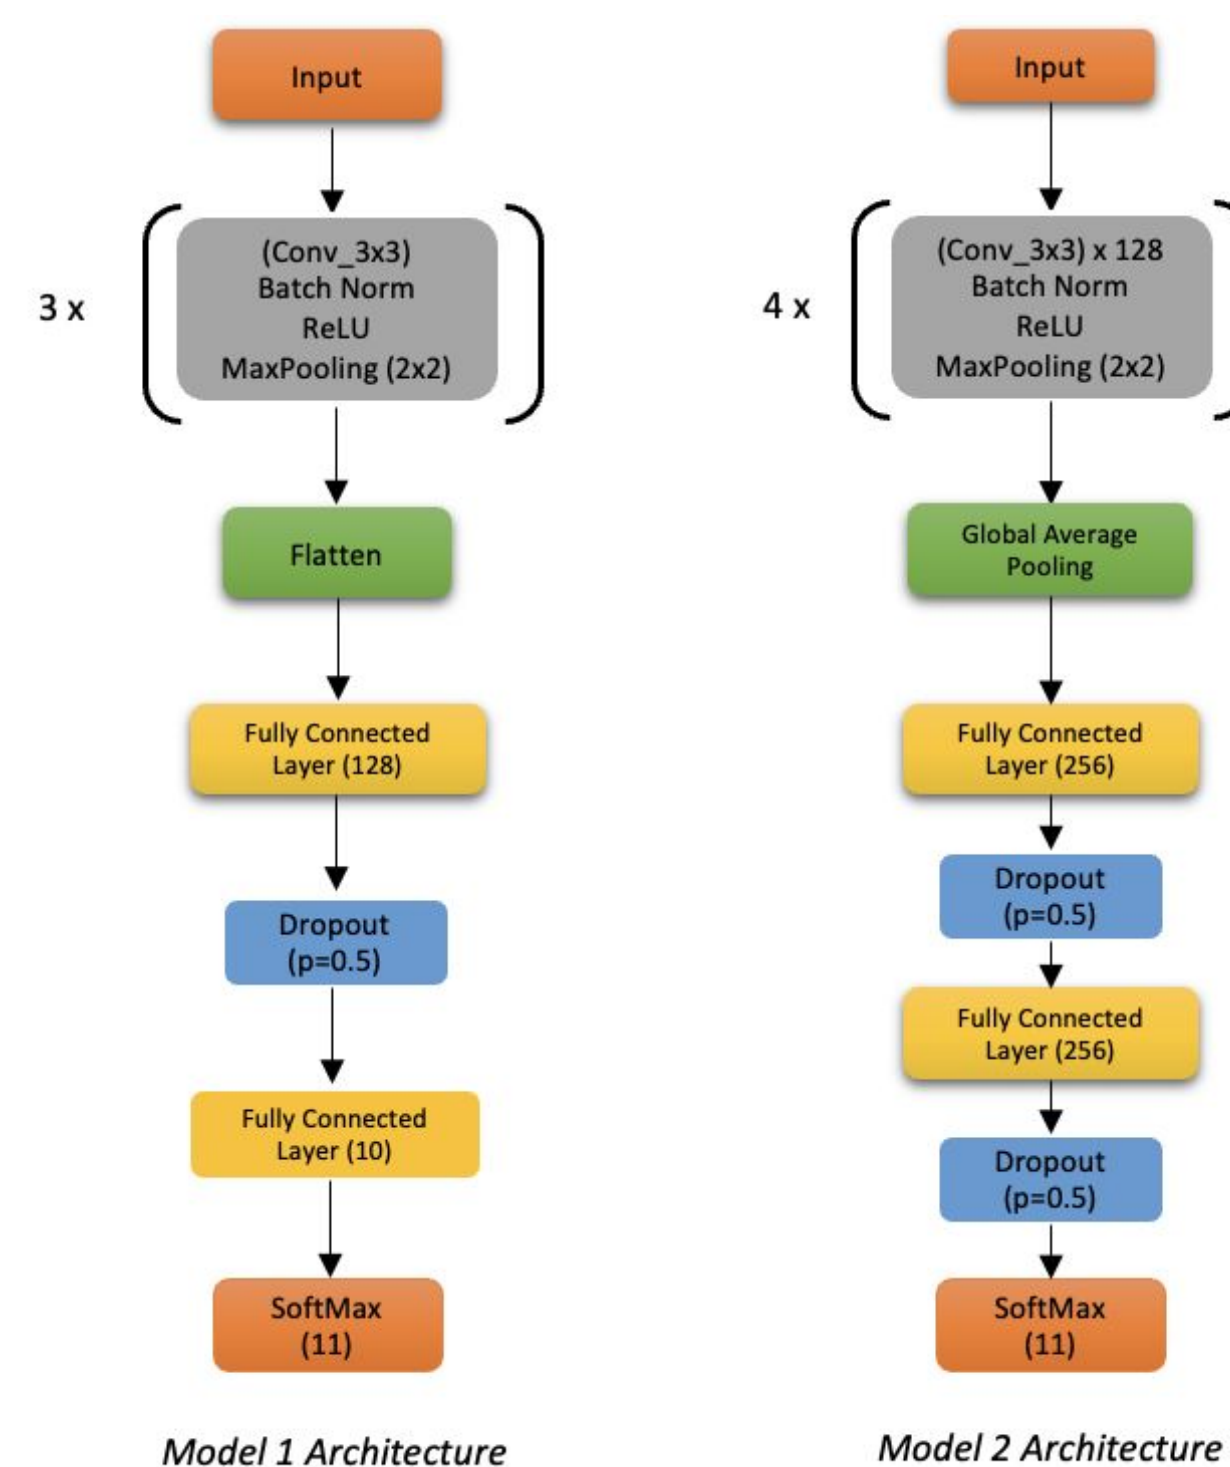 Input
3 x
(Conv_3x3)
Batch Norm
ReLU
MaxPooling (2x2)
Flatten
Fully Connected
Layer (128)
Dropout
(p=0.5)
Fully Connected
Layer (10)
SoftMax
(11)
Model 1 Architecture
Input
4 x
(Conv_3x3) x 128
Batch Norm
ReLU
MaxPooling (2x2)
Global Average
Pooling
Fully Connected
Layer (256)
Dropout
(p=0.5)
Fully Connected
Layer (256)
Dropout
(p=0.5)
SoftMax
(11)
Model 2 Architecture